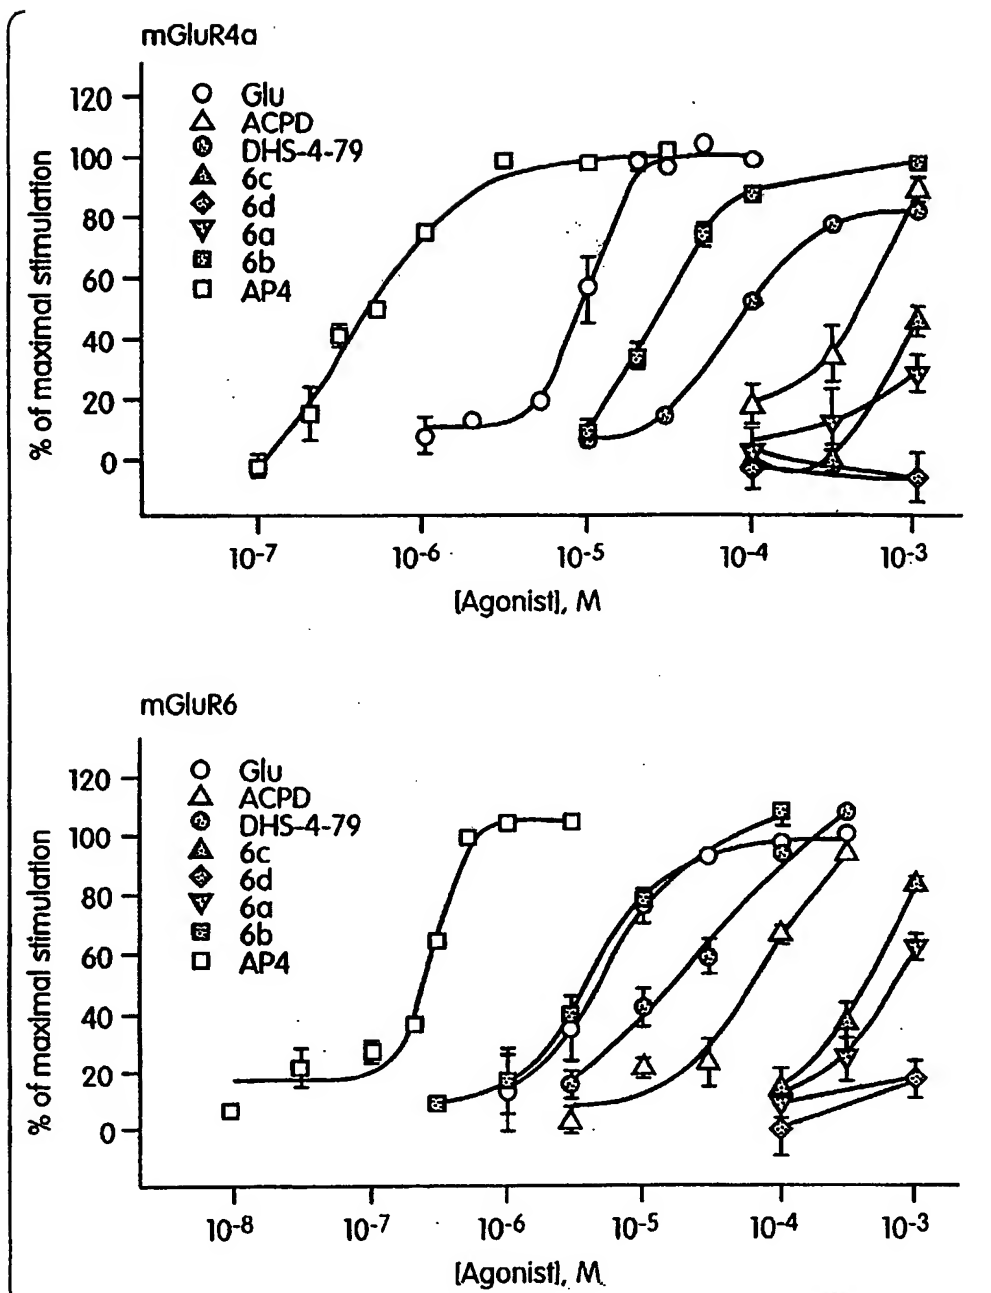 mGluR4a
% of maximal stimulation
120
100
80
60
40
20
0
Glu
ACPD
DHS-4-79
6c
6d
6a
6b
AP4
10-7
10-6
10-5
10-4
10-3
[Agonist], M
mGluR6
% of maximal stimulation
120
100
80
60
40
20
0
Glu
ACPD
DHS-4-79
6c
6d
6a
6b
AP4
10-8
10-7
10-6
10-5
10-4
10-3
[Agonist], M